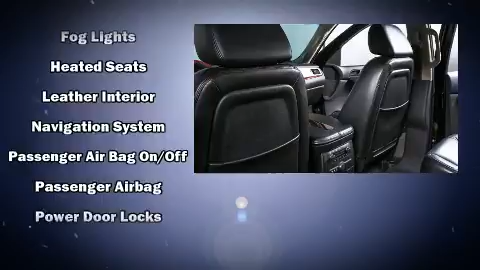 Fog Lights
Heated Seats
Leather Interior
Navigation System
Passenger Air Bag On/Off
Passenger Airbag
Power Door Locks